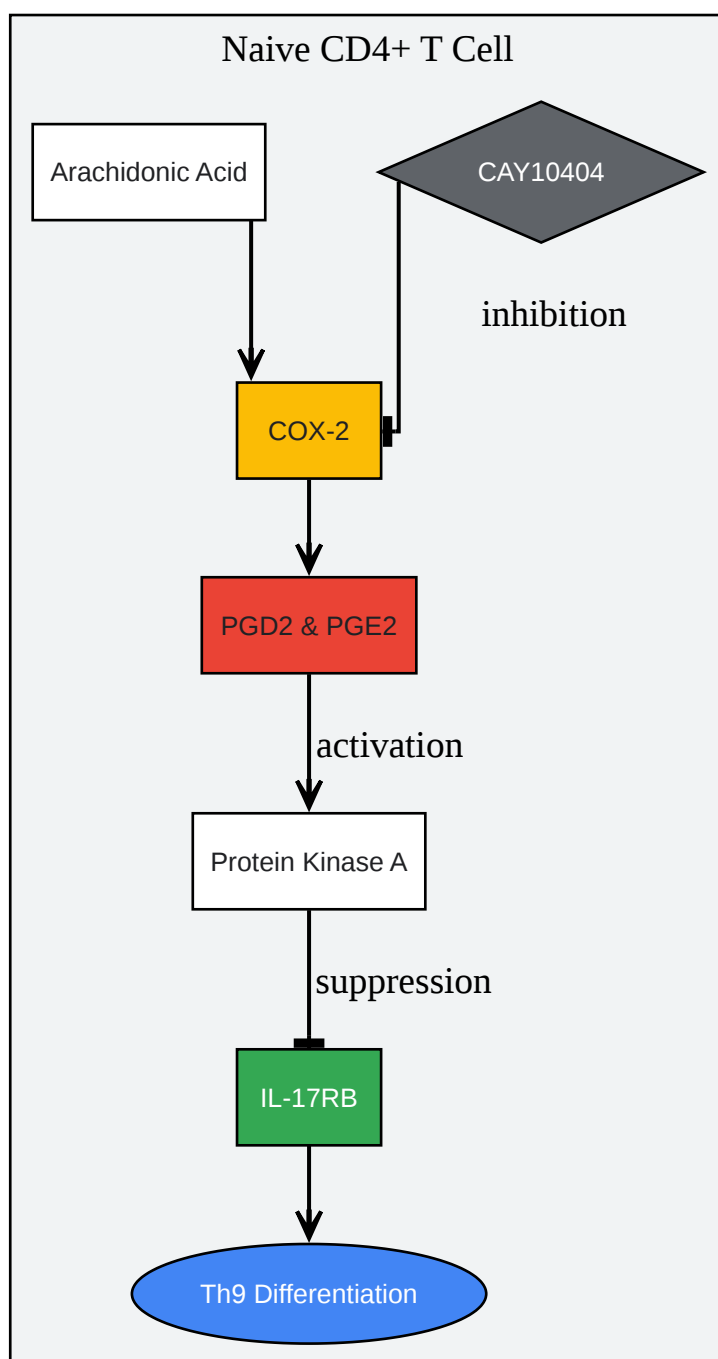 Naive CD4+ T Cell
Arachidonic Acid
CAY10404
inhibition
COX-2
PGD2 & PGE2
activation
Protein Kinase A
suppression
IL-17RB
Th9 Differentiation